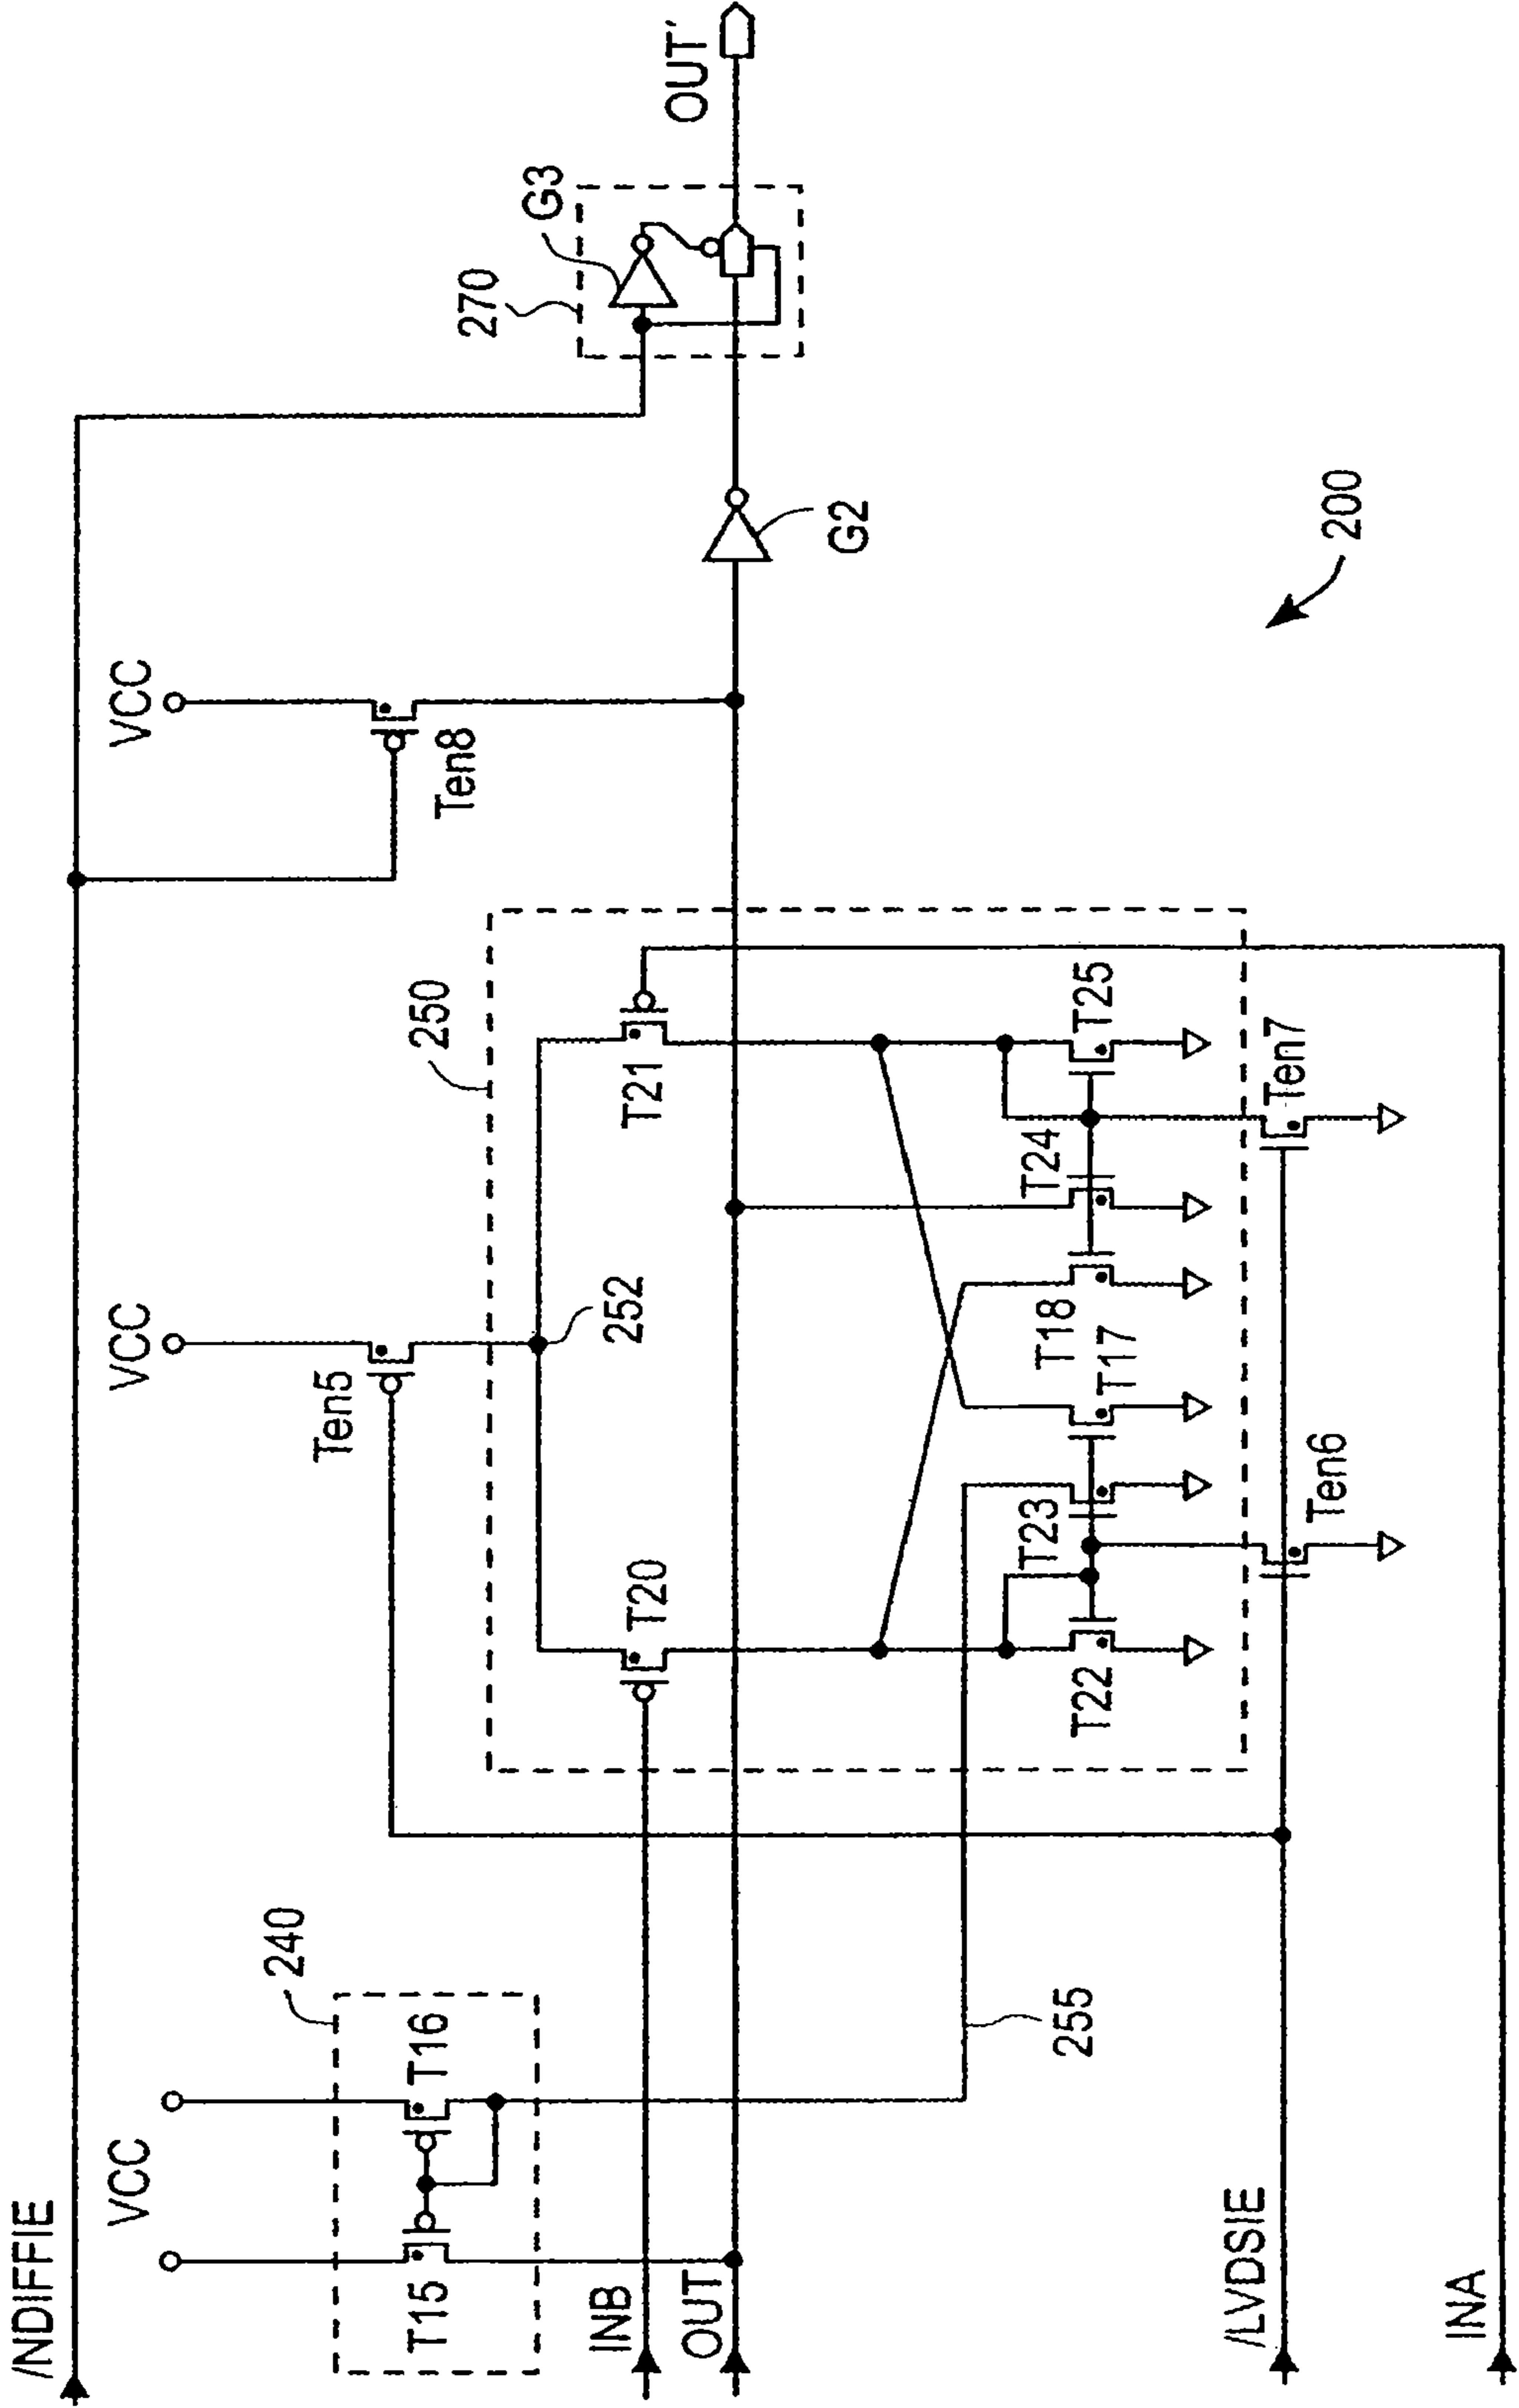 /NDIFFIE
VCC
VCC
VCC
240
T15
T16
Ten5
Ten8
250
252
270
G3
INB
OUT
T20
T21
G2
OUT'
255
T22
T23
T17
T18
T24
T25
/LVDSIE
Ten6
Ten7
INA
200